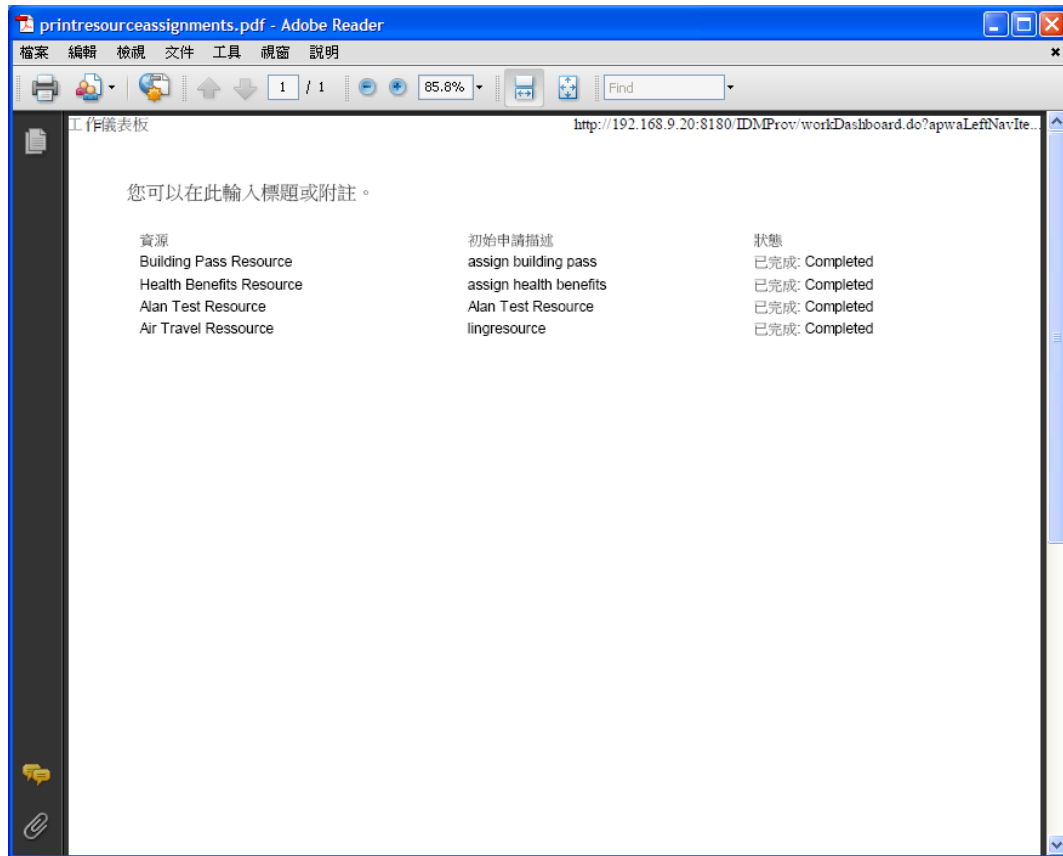 printresourceassignments.pdf - Adobe Reader
檔案 編輯 檢視 文件 工具 視窗 說明
1 / 1 85.8% Find
工作儀表板 http://192.168.9.20:8180/IDMProv/workDashboard.do?apwaLeftNavIte...
您可以在此輸入標題或附註。
資源 初始申請描述 狀態
Building Pass Resource assign building pass 已完成: Completed
Health Benefits Resource assign health benefits 已完成: Completed
Alan Test Resource Alan Test Resource 已完成: Completed
Air Travel Ressource lingresource 已完成: Completed